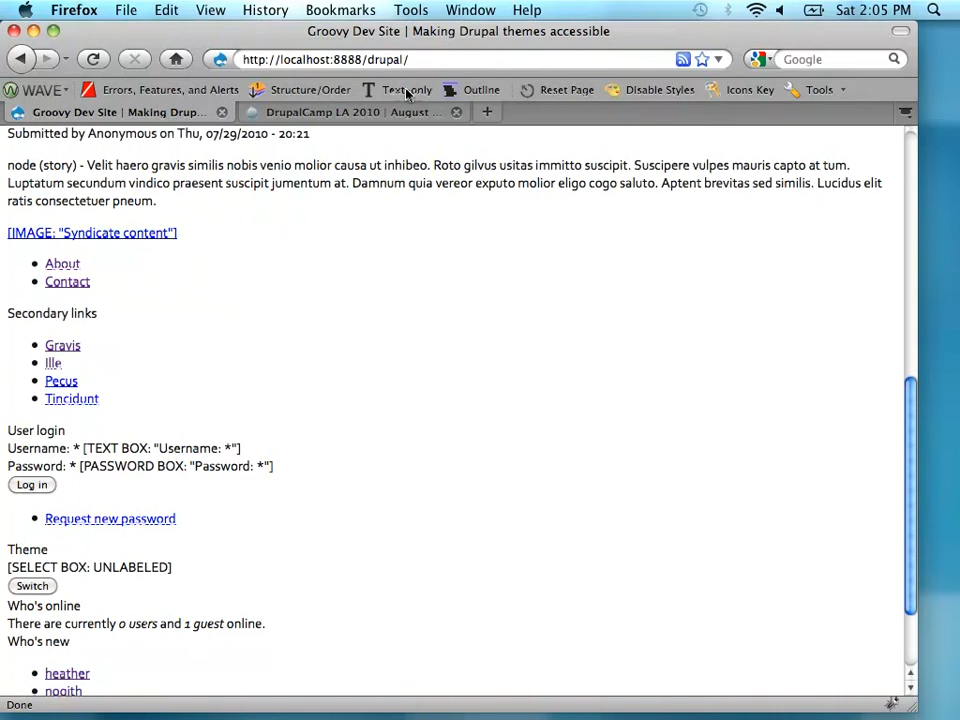 Firefox File Edit View History Bookmarks Tools Window Help Sat 2:05 PM
Groovy Dev Site | Making Drupal themes accessible
http://localhost:8888/drupal/ Google
WAVE Errors, Features, and Alerts Structure/Order Text-only Outline Reset Page Disable Styles Icons Key Tools
Groovy Dev Site | Making Drup... DrupalCamp LA 2010 | August ...
Submitted by Anonymous on Thu, 07/29/2010 - 20:21
node (story) - Velit haero gravis similis nobis venio molior causa ut inhibeo. Roto gilvus usitas immitto suscipit. Suscipere vulpes mauris capto at tum.
Luptatum secundum vindico praesent suscipit jumentum at. Damnum quia vereor exputo molior eligo cogo saluto. Aptent brevitas sed similis. Lucidus elit
ratis consectetuer pneum.
[IMAGE: "Syndicate content"]
• About
• Contact
Secondary links
• Gravis
• Ille
• Pecus
• Tincidunt
User login
Username: * [TEXT BOX: "Username: *"]
Password: * [PASSWORD BOX: "Password: *"]
Log in
• Request new password
Theme
[SELECT BOX: UNLABELED]
Switch
Who's online
There are currently 0 users and 1 guest online.
Who's new
• heather
• nogith
Done